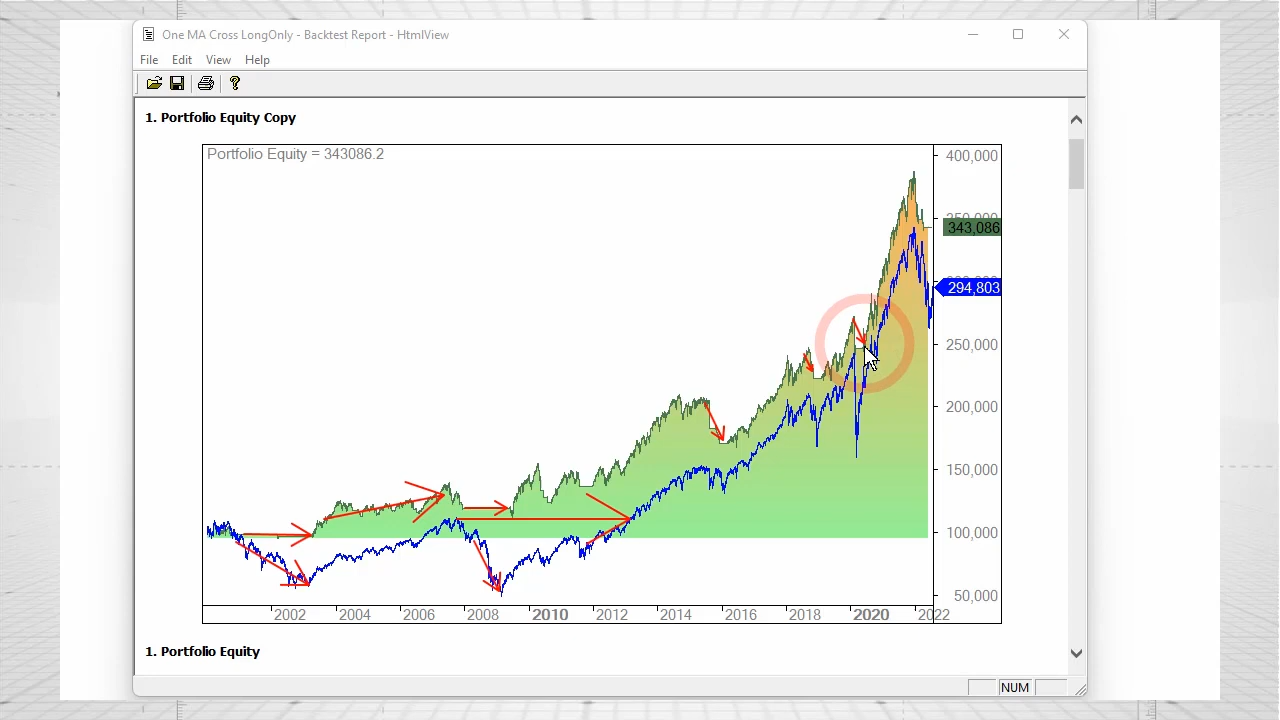 One MA Cross LongOnly - Backtest Report - HtmlView
File Edit View Help
1. Portfolio Equity Copy
Portfolio Equity = 343086.2
400,000
350,000
343,086
294,803
250,000
200,000
150,000
100,000
50,000
2002 2004 2006 2008 2010 2012 2014 2016 2018 2020 2022
1. Portfolio Equity
NUM